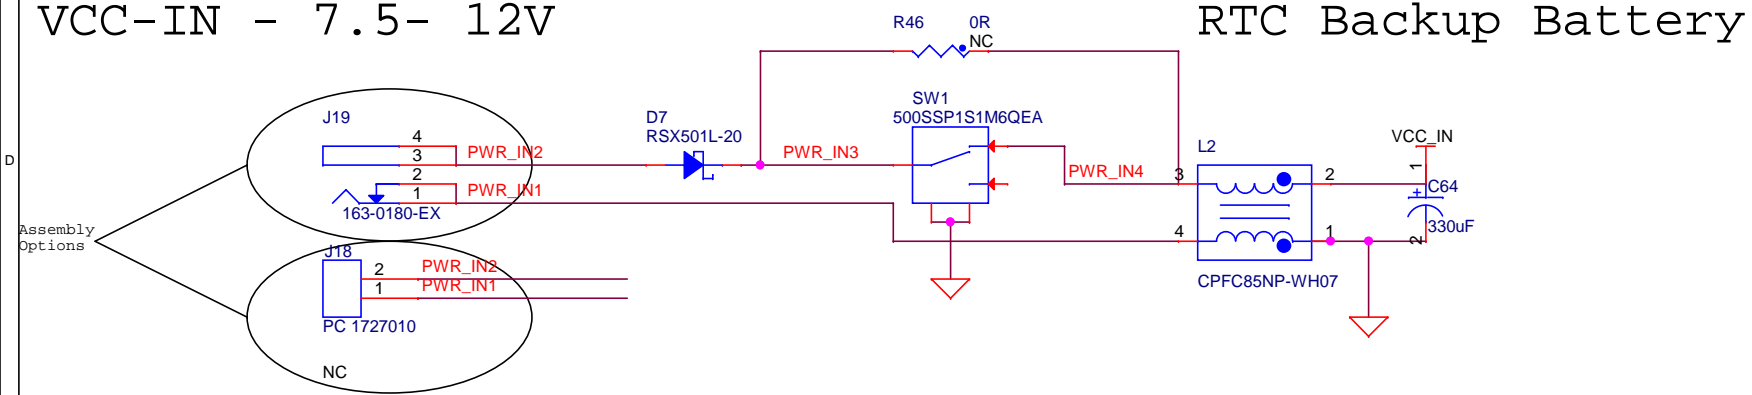 VCC-IN - 7.5- 12V
RTC Backup Battery
R46 0R
NC
SW1
500SSP1S1M6QEA
J19
D7
RSX501L-20
4
3
2
1
PWR_IN2
PWR_IN1
163-0180-EX
PWR_IN3
PWR_IN4
L2
3
2
4
1
CPFC85NP-WH07
VCC_IN
1
+
C64
330uF
2
D
Assembly
Options
J18
2
1
PWR_IN2
PWR_IN1
PC 1727010
NC